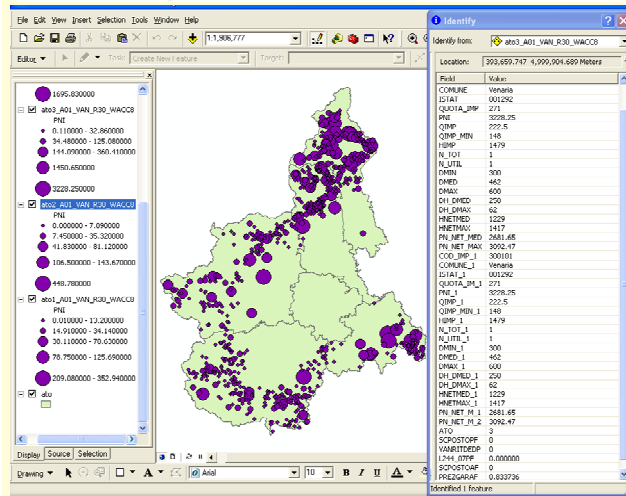 File Edit View Insert Selection Tools Window Help
1:1,906,777
Editor Task: Create New Feature Target:
1695.830000
ato3_A01_VAN_R30_WACC8
PNI
0.110000 - 32.860000
34.480000 - 125.080000
144.090000 - 360.410000
1450.650000
3228.250000
ato2_A01_VAN_R30_WACC8
PNI
0.000000 - 7.090000
7.450000 - 35.320000
41.830000 - 81.120000
106.500000 - 143.670000
448.780000
ato1_A01_VAN_R30_WACC8
PNI
0.010000 - 13.200000
14.910000 - 34.140000
38.110000 - 70.630000
78.750000 - 125.690000
209.080000 - 352.940000
ato
Display Source Selection
Drawing A Arial 10 B I U A
Identify
Identify from: ato3_A01_VAN_R30_WACC8
Location: 393,659.747 4,999,904.689 Meters
Field Value
COMUNE Venaria
ISTAT 001292
QUOTA_IMP 271
PNI 3228.25
QIMP 222.5
QIMP_MIN 148
HIMP 1479
N_TOT 1
N_UTIL 1
DMIN 300
DMED 462
DMAX 600
DH_DMED 250
DH_DMAX 62
HNETMED 1229
HNETMAX 1417
PN_NET_MED 2681.65
PN_NET_MAX 3092.47
COD_IMP_1 300101
COMUNE_1 Venaria
ISTAT_1 001292
QUOTA_IM_1 271
PNI_1 3228.25
QIMP_1 222.5
QIMP_MIN_1 148
HIMP_1 1479
N_TOT_1 1
N_UTIL_1 1
DMIN_1 300
DMED_1 462
DMAX_1 600
DH_DMED_1 250
DH_DMAX_1 62
HNETMED_1 1229
HNETMAX_1 1417
PN_NET_M_1 2681.65
PN_NET_M_2 3092.47
ATO 3
SCPOSTOPF 0
VANRITDEDP 0
L244_07PF 0.000000
SCPOSTOAF 0
PREZGARAF 0.833736
Identified 1 feature